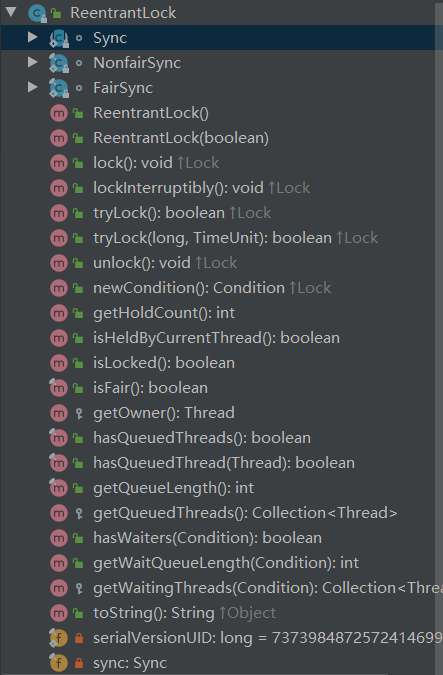 ReentrantLock
Sync
NonfairSync
FairSync
ReentrantLock()
ReentrantLock(boolean)
lock(): void ↑Lock
lockInterruptibly(): void ↑Lock
tryLock(): boolean ↑Lock
tryLock(long, TimeUnit): boolean ↑Lock
unlock(): void ↑Lock
newCondition(): Condition ↑Lock
getHoldCount(): int
isHeldByCurrentThread(): boolean
isLocked(): boolean
isFair(): boolean
getOwner(): Thread
hasQueuedThreads(): boolean
hasQueuedThread(Thread): boolean
getQueueLength(): int
getQueuedThreads(): Collection<Thread>
hasWaiters(Condition): boolean
getWaitQueueLength(Condition): int
getWaitingThreads(Condition): Collection<Threa
toString(): String ↑Object
serialVersionUID: long = 7373984872572414699
sync: Sync